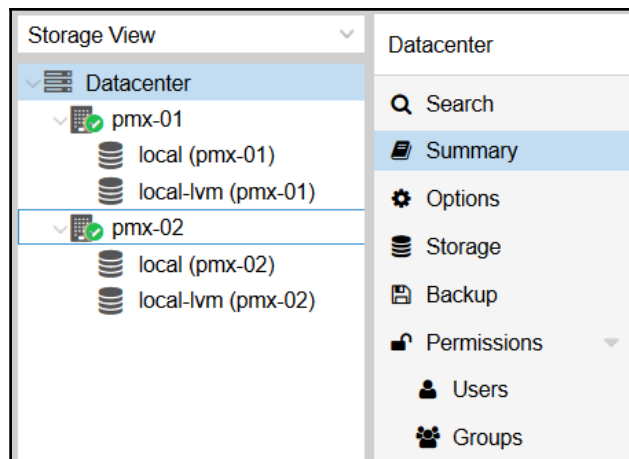 Storage View
Datacenter
pmx-01
local (pmx-01)
local-lvm (pmx-01)
pmx-02
local (pmx-02)
local-lvm (pmx-02)
Datacenter
Search
Summary
Options
Storage
Backup
Permissions
Users
Groups